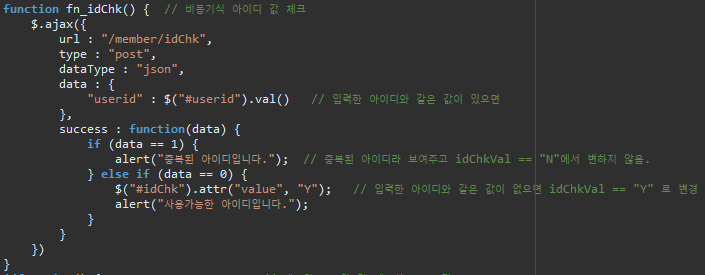 function fn_idChk() {  // 비동기식 아이디 값 체크
    $.ajax({
        url : "/member/idChk",
        type : "post",
        dataType : "json",
        data : {
            "userid" : $("#userid").val()   // 입력한 아이디와 같은 값이 있으면
        },
        success : function(data) {
            if (data == 1) {
                alert("중복된 아이디입니다.");  // 중복된 아이디라 보여주고 idChkVal == "N"에서 변하지 않음.
            } else if (data == 0) {
                $("#idChk").attr("value", "Y");   // 입력한 아이디와 같은 값이 없으면 idChkVal == "Y" 로 변경
                alert("사용가능한 아이디입니다.");
            }
        }
    })
}